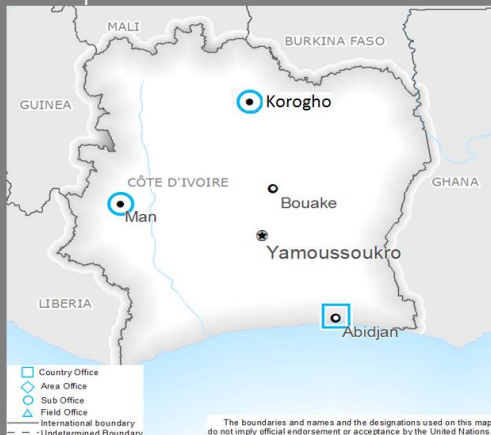 MALI
BURKINA FASO
GUINEA
Korogho
CÔTE D'IVOIRE
GHANA
Bouake
Man
Yamoussoukro
LIBERIA
Abidjan
Country Office
Area Office
Sub Office
Field Office
International boundary
Undetermined Boundary
The boundaries and names and the designations used on this map
do not imply official endorsement or acceptance by the United Nations.